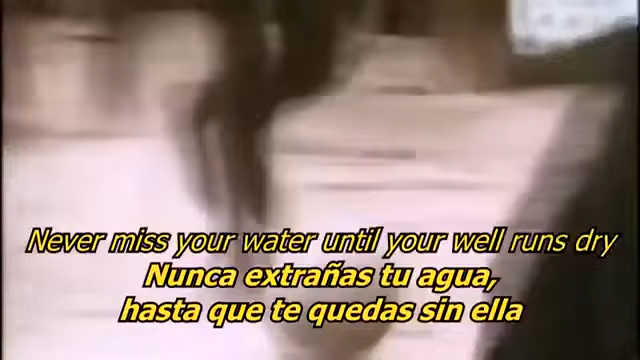 Never miss your water until your well runs dry
Nunca extrañas tu agua,
hasta que te quedas sin ella